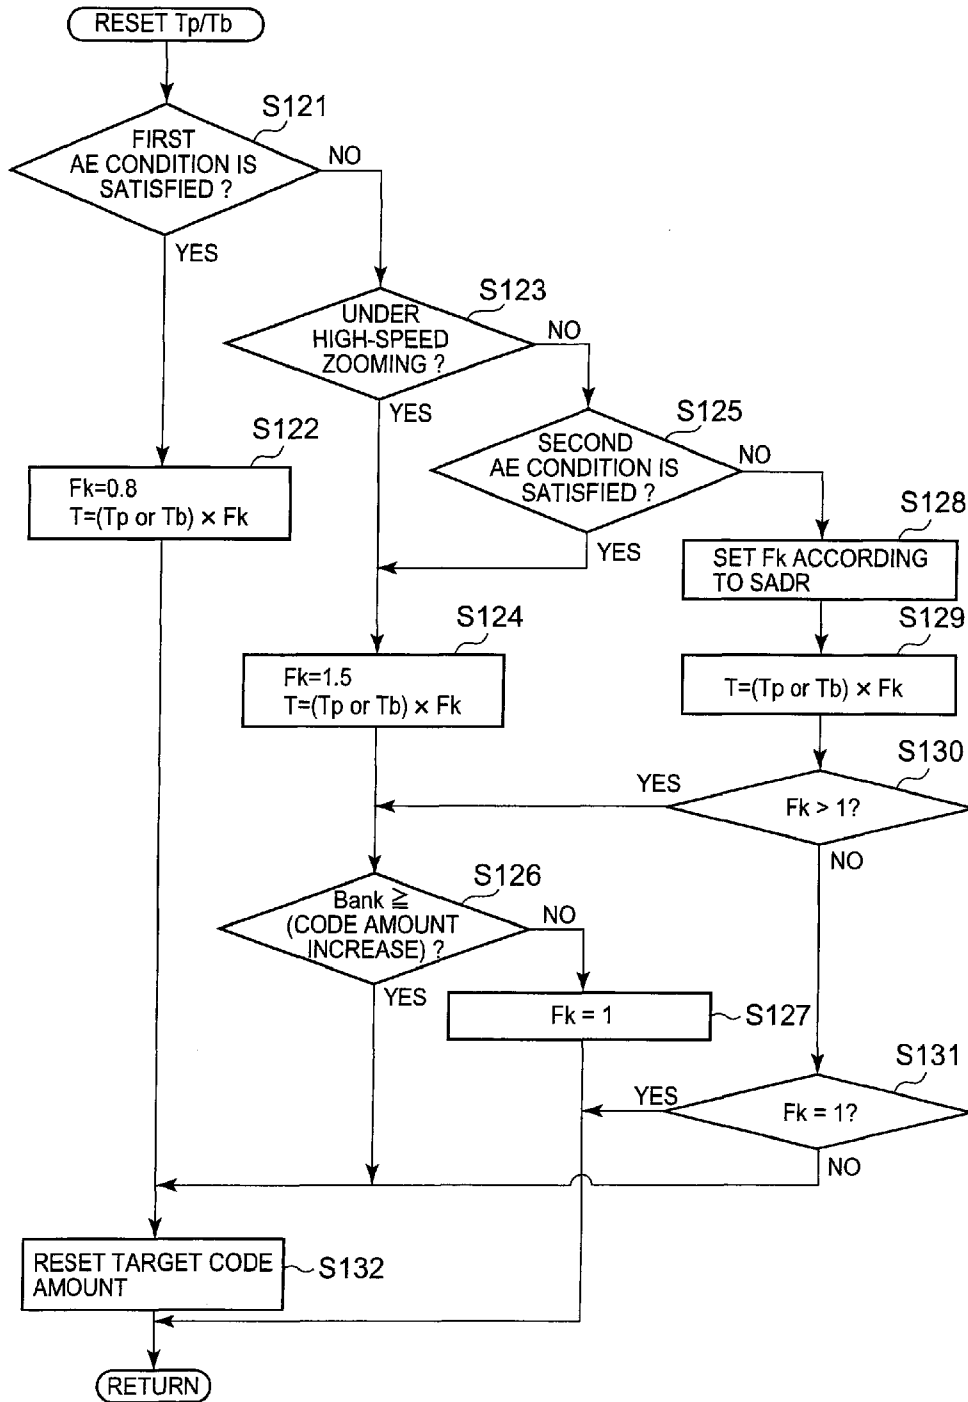 RESET Tp/Tb
S121
FIRST
AE CONDITION IS
SATISFIED ?
NO
YES
S123
UNDER
HIGH-SPEED
ZOOMING ?
NO
YES
S125
SECOND
AE CONDITION IS
SATISFIED ?
NO
YES
S122
Fk=0.8
T=(Tp or Tb) × Fk
S128
SET Fk ACCORDING
TO SADR
S124
Fk=1.5
T=(Tp or Tb) × Fk
S129
T=(Tp or Tb) × Fk
S130
YES
Fk > 1?
NO
S126
Bank ≧
(CODE AMOUNT
INCREASE) ?
NO
YES
Fk = 1
S127
S131
YES
Fk = 1?
NO
RESET TARGET CODE
AMOUNT
S132
RETURN